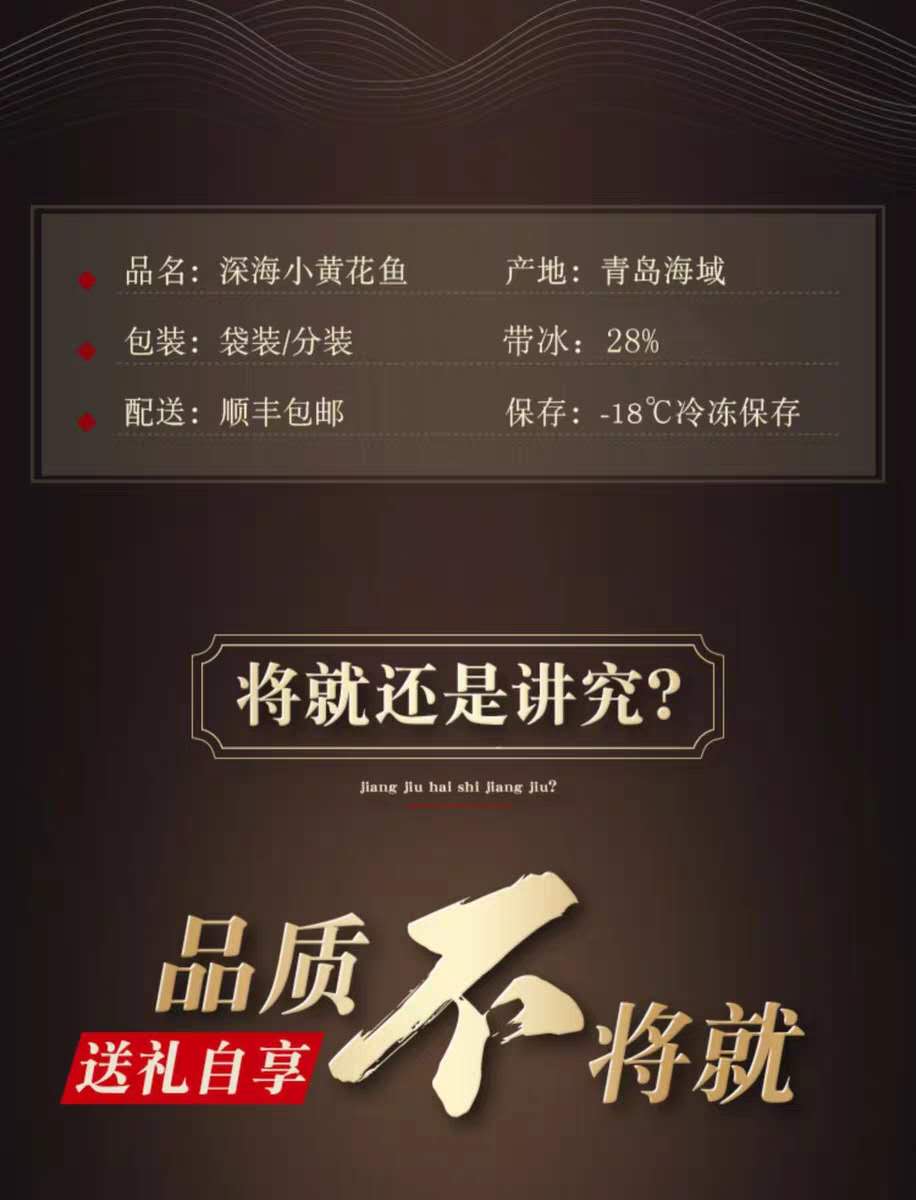 品名：深海小黄花鱼 产地：青岛海域
包装：袋装/分装 带冰：28%
配送：顺丰包邮 保存：-18℃冷冻保存
将就还是讲究？
jiang jiu hai shi jiang jiu?
品质不将就
送礼自享